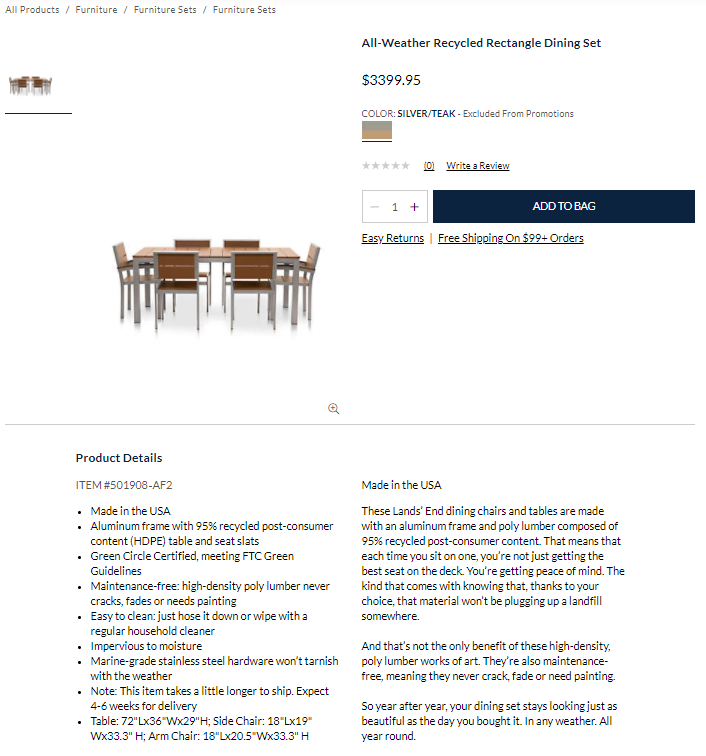 All Products / Furniture / Furniture Sets / Furniture Sets
All-Weather Recycled Rectangle Dining Set
$3399.95
COLOR: SILVER/TEAK - Excluded From Promotions
(0) Write a Review
1
ADD TO BAG
Easy Returns | Free Shipping On $99+ Orders
Product Details
ITEM #501908-AF2
• Made in the USA
• Aluminum frame with 95% recycled post-consumer
content (HDPE) table and seat slats
• Green Circle Certified, meeting FTC Green
Guidelines
• Maintenance-free: high-density poly lumber never
cracks, fades or needs painting
• Easy to clean: just hose it down or wipe with a
regular household cleaner
• Impervious to moisture
• Marine-grade stainless steel hardware won't tarnish
with the weather
• Note: This item takes a little longer to ship. Expect
4-6 weeks for delivery
• Table: 72"Lx36"Wx29"H; Side Chair: 18"Lx19"
Wx33.3" H; Arm Chair: 18"Lx20.5"Wx33.3" H
Made in the USA
These Lands' End dining chairs and tables are made
with an aluminum frame and poly lumber composed of
95% recycled post-consumer content. That means that
each time you sit on one, you're not just getting the
best seat on the deck. You're getting peace of mind. The
kind that comes with knowing that, thanks to your
choice, that material won't be plugging up a landfill
somewhere.
And that's not the only benefit of these high-density,
poly lumber works of art. They're also maintenance-
free, meaning they never crack, fade or need painting.
So year after year, your dining set stays looking just as
beautiful as the day you bought it. In any weather. All
year round.